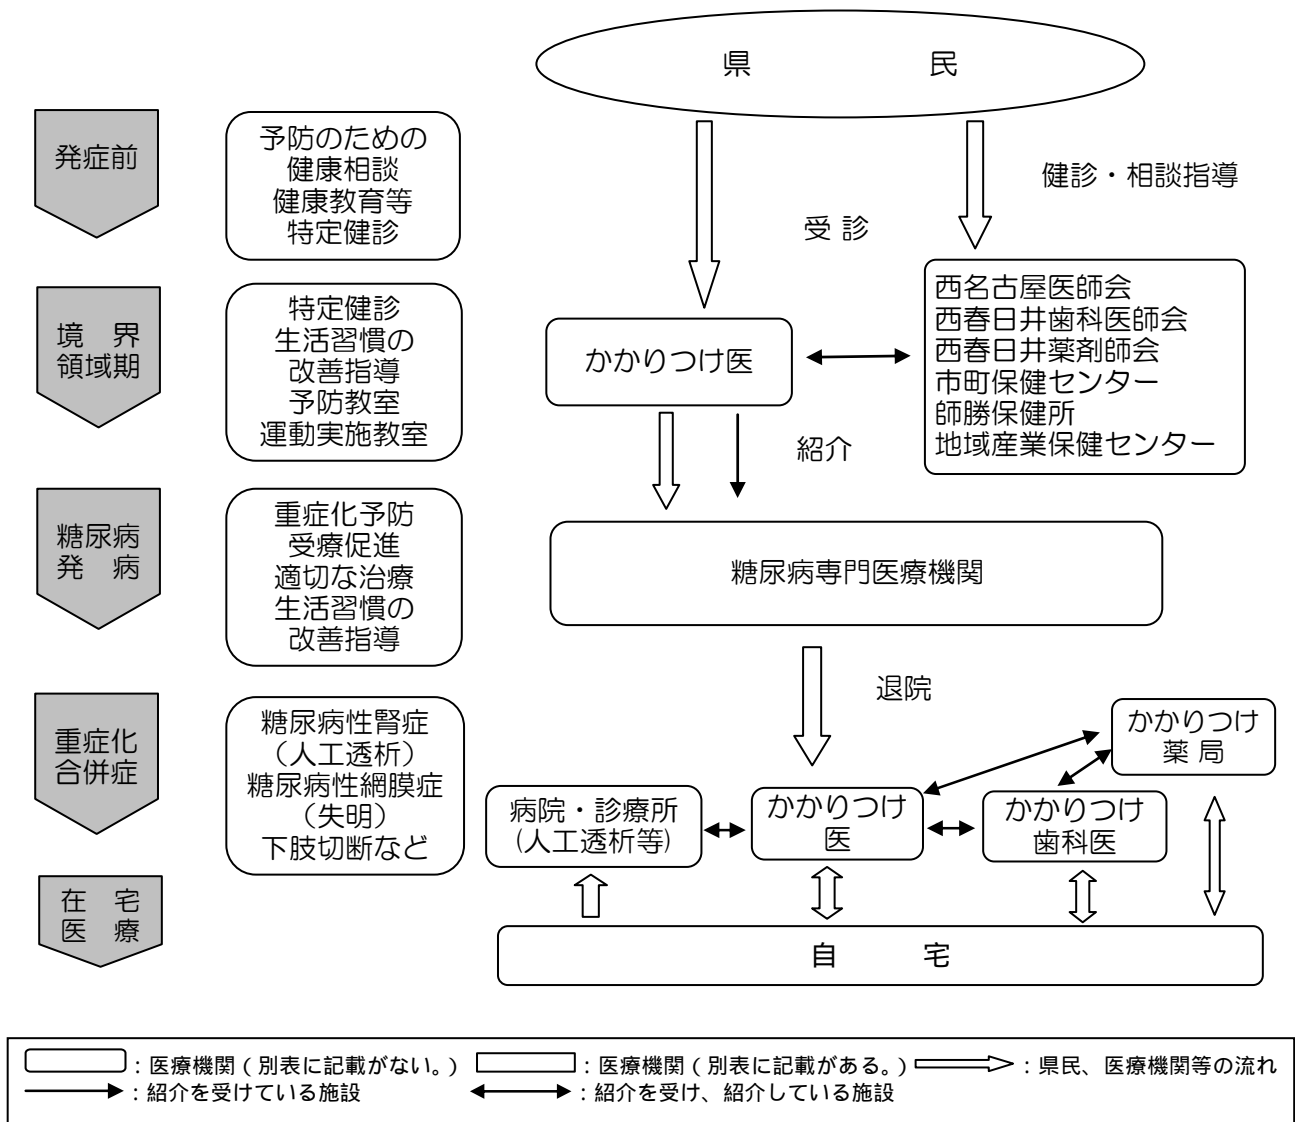 県　民
発症前
予防のための
健康相談
健康教育等
特定健診
受 診
健診・相談指導
境　界
領域期
特定健診
生活習慣の
改善指導
予防教室
運動実施教室
かかりつけ医
西名古屋医師会
西春日井歯科医師会
西春日井薬剤師会
市町保健センター
師勝保健所
地域産業保健センター
紹介
糖尿病
発　病
重症化予防
受療促進
適切な治療
生活習慣の
改善指導
糖尿病専門医療機関
退院
重症化
合併症
糖尿病性腎症
（人工透析）
糖尿病性網膜症
（失明）
下肢切断など
かかりつけ
薬 局
病院・診療所
(人工透析等)
かかりつけ
医
かかりつけ
歯科医
在　宅
医　療
自　宅
：医療機関（別表に記載がない。）　：医療機関（別表に記載がある。）　：県民、医療機関等の流れ
：紹介を受けている施設　：紹介を受け、紹介している施設